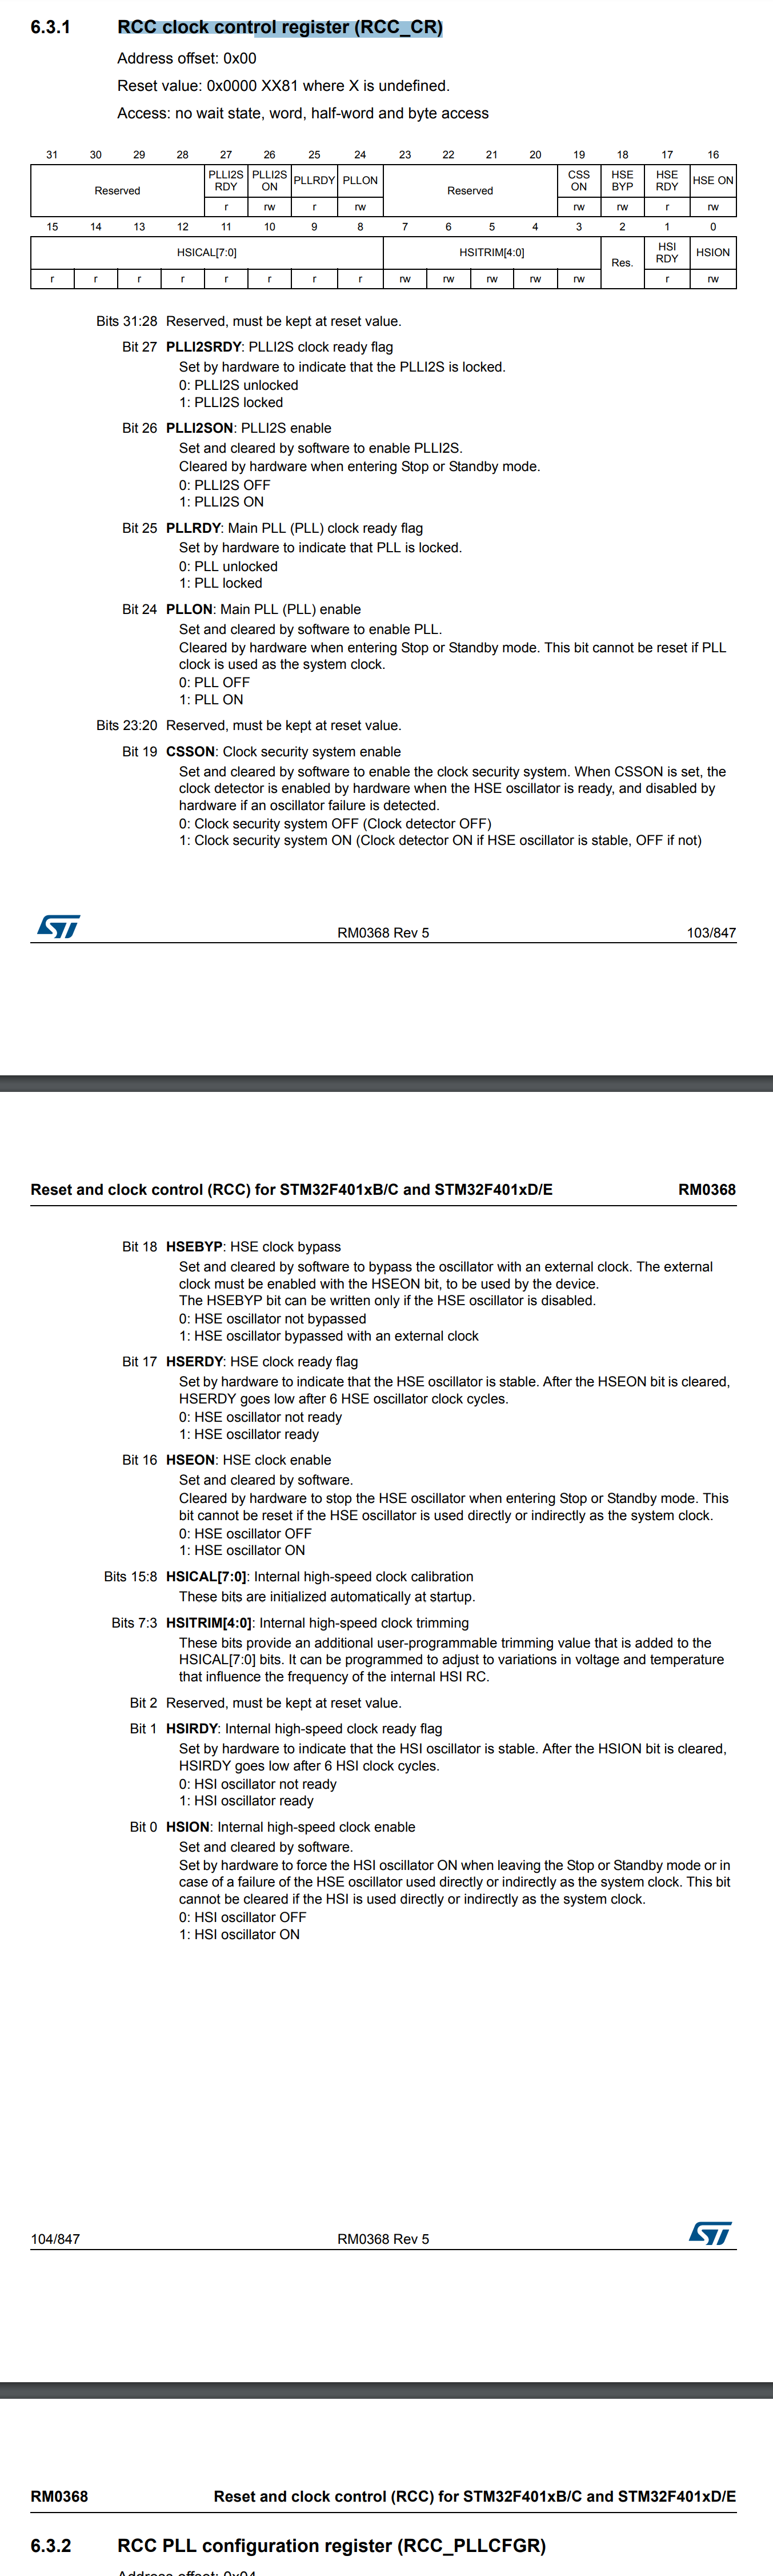 6.3.1 RCC clock control register (RCC_CR)
Address offset: 0x00
Reset value: 0x0000 XX81 where X is undefined.
Access: no wait state, word, half-word and byte access
31 30 29 28 27 26 25 24 23 22 21 20 19 18 17 16
Reserved PLLI2S RDY PLLI2S ON PLLRDY PLLON Reserved CSS ON HSE BYP HSE RDY HSE ON
r rw r rw rw rw r rw
15 14 13 12 11 10 9 8 7 6 5 4 3 2 1 0
HSICAL[7:0] HSITRIM[4:0] Res. HSI RDY HSION
r r r r r r r r rw rw rw rw rw r rw
Bits 31:28 Reserved, must be kept at reset value.
Bit 27 PLLI2SRDY: PLLI2S clock ready flag
Set by hardware to indicate that the PLLI2S is locked.
0: PLLI2S unlocked
1: PLLI2S locked
Bit 26 PLLI2SON: PLLI2S enable
Set and cleared by software to enable PLLI2S.
Cleared by hardware when entering Stop or Standby mode.
0: PLLI2S OFF
1: PLLI2S ON
Bit 25 PLLRDY: Main PLL (PLL) clock ready flag
Set by hardware to indicate that PLL is locked.
0: PLL unlocked
1: PLL locked
Bit 24 PLLON: Main PLL (PLL) enable
Set and cleared by software to enable PLL.
Cleared by hardware when entering Stop or Standby mode. This bit cannot be reset if PLL
clock is used as the system clock.
0: PLL OFF
1: PLL ON
Bits 23:20 Reserved, must be kept at reset value.
Bit 19 CSSON: Clock security system enable
Set and cleared by software to enable the clock security system. When CSSON is set, the
clock detector is enabled by hardware when the HSE oscillator is ready, and disabled by
hardware if an oscillator failure is detected.
0: Clock security system OFF (Clock detector OFF)
1: Clock security system ON (Clock detector ON if HSE oscillator is stable, OFF if not)
ST RM0368 Rev 5 103/847
Reset and clock control (RCC) for STM32F401xB/C and STM32F401xD/E RM0368
Bit 18 HSEBYP: HSE clock bypass
Set and cleared by software to bypass the oscillator with an external clock. The external
clock must be enabled with the HSEON bit, to be used by the device.
The HSEBYP bit can be written only if the HSE oscillator is disabled.
0: HSE oscillator not bypassed
1: HSE oscillator bypassed with an external clock
Bit 17 HSERDY: HSE clock ready flag
Set by hardware to indicate that the HSE oscillator is stable. After the HSEON bit is cleared,
HSERDY goes low after 6 HSE oscillator clock cycles.
0: HSE oscillator not ready
1: HSE oscillator ready
Bit 16 HSEON: HSE clock enable
Set and cleared by software.
Cleared by hardware to stop the HSE oscillator when entering Stop or Standby mode. This
bit cannot be reset if the HSE oscillator is used directly or indirectly as the system clock.
0: HSE oscillator OFF
1: HSE oscillator ON
Bits 15:8 HSICAL[7:0]: Internal high-speed clock calibration
These bits are initialized automatically at startup.
Bits 7:3 HSITRIM[4:0]: Internal high-speed clock trimming
These bits provide an additional user-programmable trimming value that is added to the
HSICAL[7:0] bits. It can be programmed to adjust to variations in voltage and temperature
that influence the frequency of the internal HSI RC.
Bit 2 Reserved, must be kept at reset value.
Bit 1 HSIRDY: Internal high-speed clock ready flag
Set by hardware to indicate that the HSI oscillator is stable. After the HSION bit is cleared,
HSIRDY goes low after 6 HSI clock cycles.
0: HSI oscillator not ready
1: HSI oscillator ready
Bit 0 HSION: Internal high-speed clock enable
Set and cleared by software.
Set by hardware to force the HSI oscillator ON when leaving the Stop or Standby mode or in
case of a failure of the HSE oscillator used directly or indirectly as the system clock. This bit
cannot be cleared if the HSI is used directly or indirectly as the system clock.
0: HSI oscillator OFF
1: HSI oscillator ON
104/847 RM0368 Rev 5 ST
RM0368 Reset and clock control (RCC) for STM32F401xB/C and STM32F401xD/E
6.3.2 RCC PLL configuration register (RCC_PLLCFGR)
Address offset: 0x04